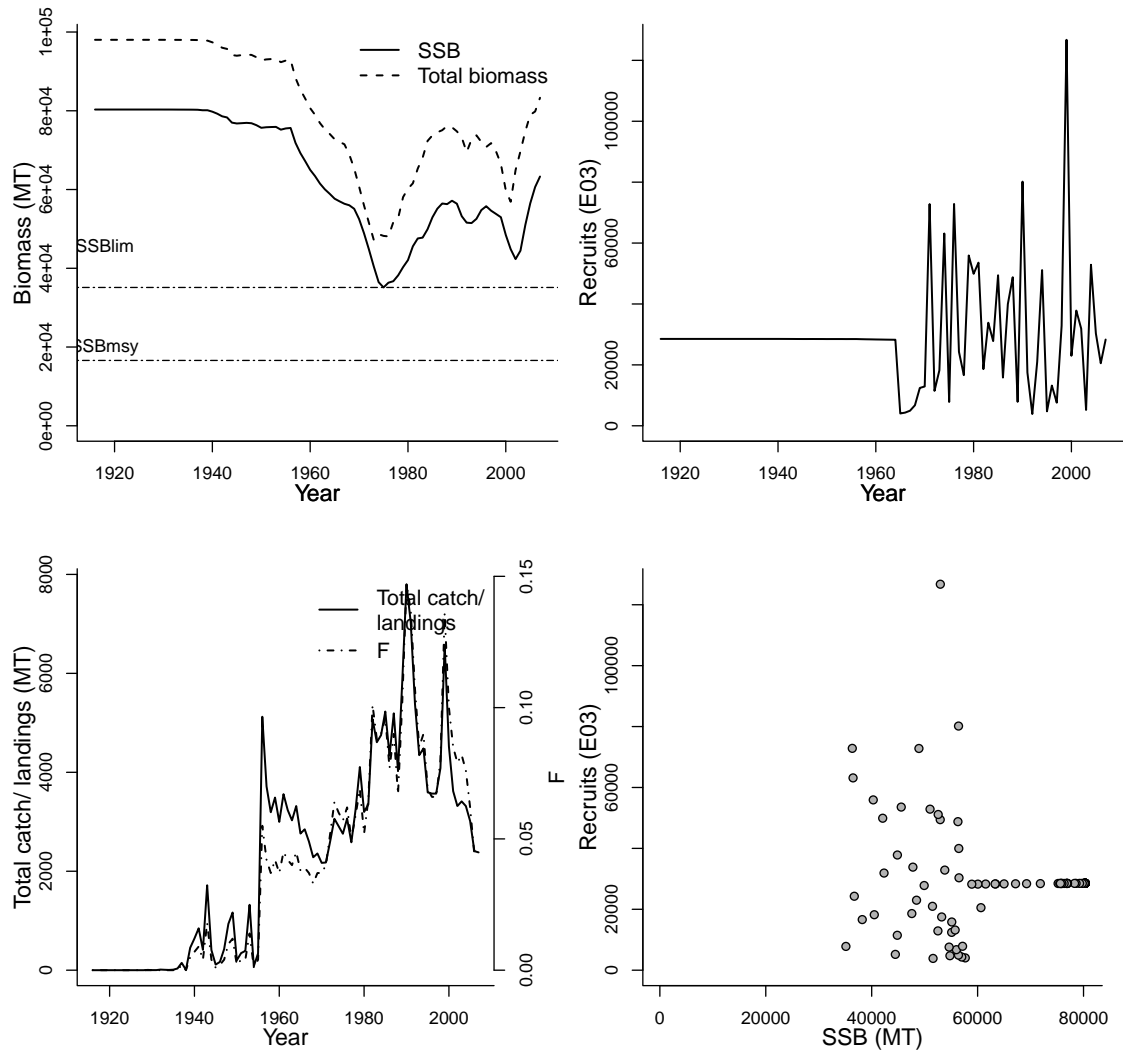 SSB
Total biomass
1e+05
8e+04
6e+04
4e+04
2e+04
0e+00
Biomass (MT)
SSBlim
SSBmsy
1920 1940 1960 1980 2000
Year
100000
60000
20000
0
Recruits (E03)
1920 1940 1960 1980 2000
Year
8000
6000
4000
2000
0
Total catch/ landings (MT)
Total catch/
landings
F
0.15
0.10
0.05
0.00
F
1920 1940 1960 1980 2000
Year
100000
60000
20000
0
Recruits (E03)
0 20000 40000 60000 80000
SSB (MT)